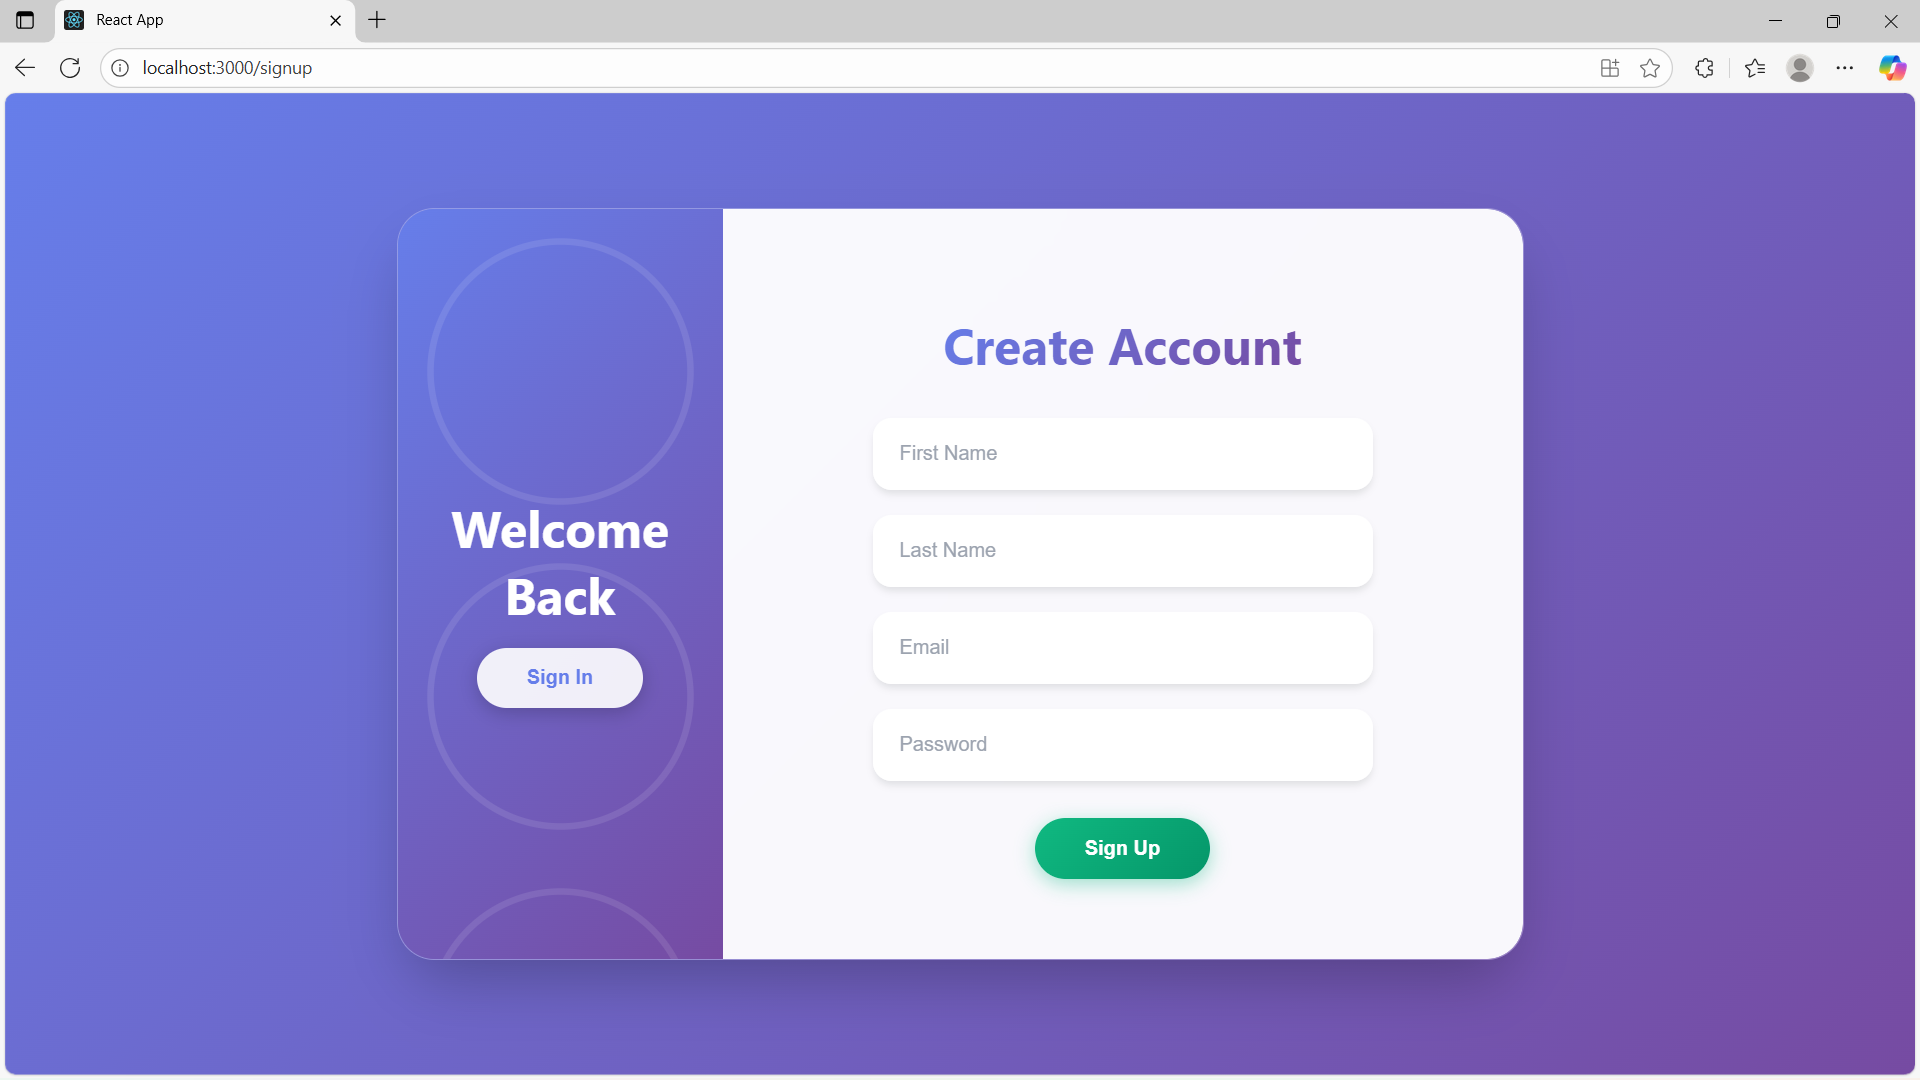 React App
localhost:3000/signup
Welcome
Back
Sign In
Create Account
First Name
Last Name
Email
Password
Sign Up